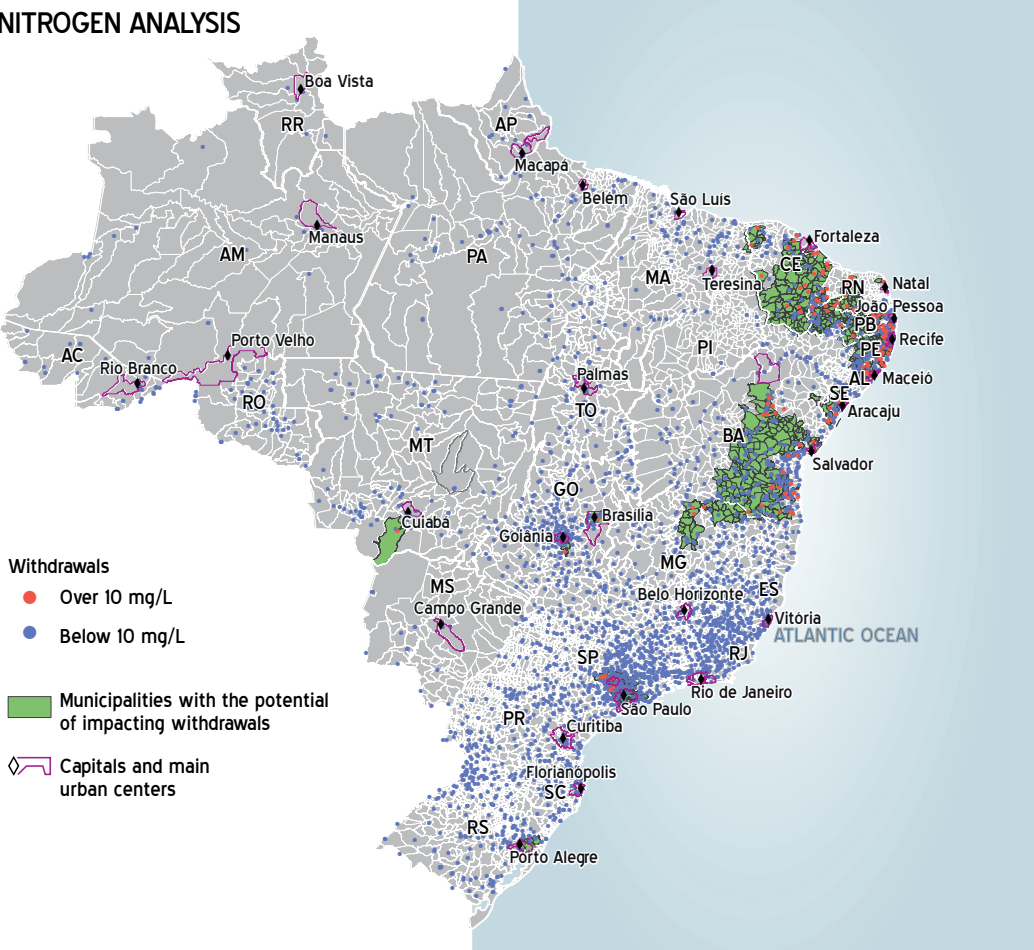 NITROGEN ANALYSIS
Boa Vista
RR
AP
Macapá
Belém
São Luís
Manaus
Fortaleza
AM
PA
CE
MA
Teresina
RN
Natal
João Pessoa
PB
Porto Velho
Recife
AC
PI
PE
Rio Branco
Palmas
AL
Maceió
RO
TO
SE
Aracaju
MT
BA
Salvador
GO
Cuiabá
Brasília
Goiânia
MG
Withdrawals
MS
ES
Over 10 mg/L
Belo Horizonte
Campo Grande
Vitória
Below 10 mg/L
ATLANTIC OCEAN
SP
RJ
Rio de Janeiro
Municipalities with the potential
of impacting withdrawals
São Paulo
PR
Curitiba
Capitals and main
urban centers
Florianópolis
SC
RS
Porto Alegre